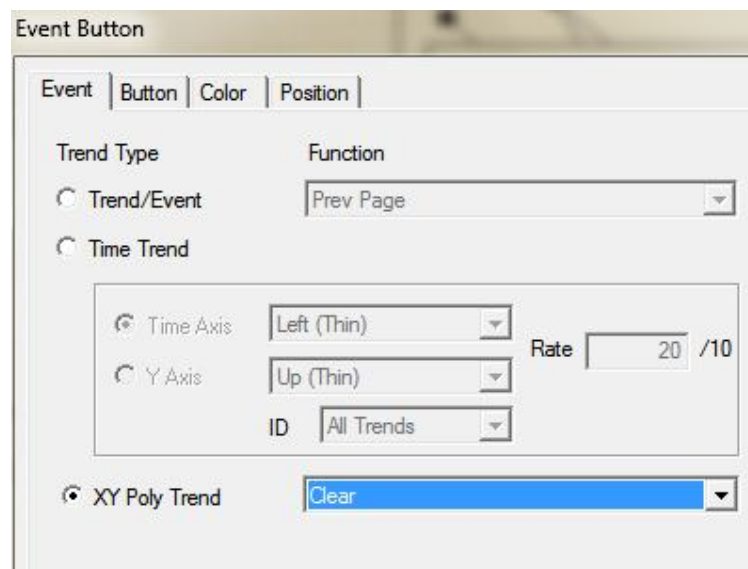 Event Button
Event Button Color Position
Trend Type Function
Trend/Event Prev Page
Time Trend
Time Axis Left (Thin) Rate 20 /10
Y Axis Up (Thin)
ID All Trends
XY Poly Trend Clear